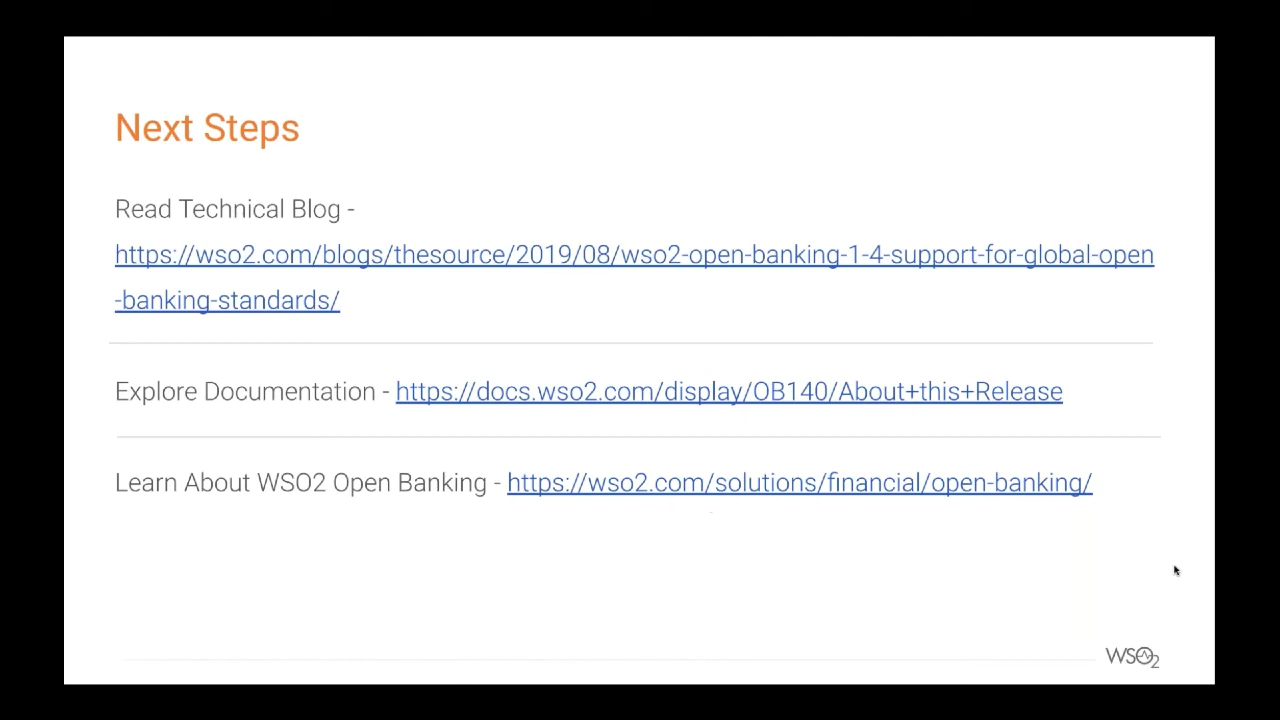 Next Steps
Read Technical Blog -
https://wso2.com/blogs/thesource/2019/08/wso2-open-banking-1-4-support-for-global-open
-banking-standards/
Explore Documentation - https://docs.wso2.com/display/OB140/About+this+Release
Learn About WSO2 Open Banking - https://wso2.com/solutions/financial/open-banking/
WSO2